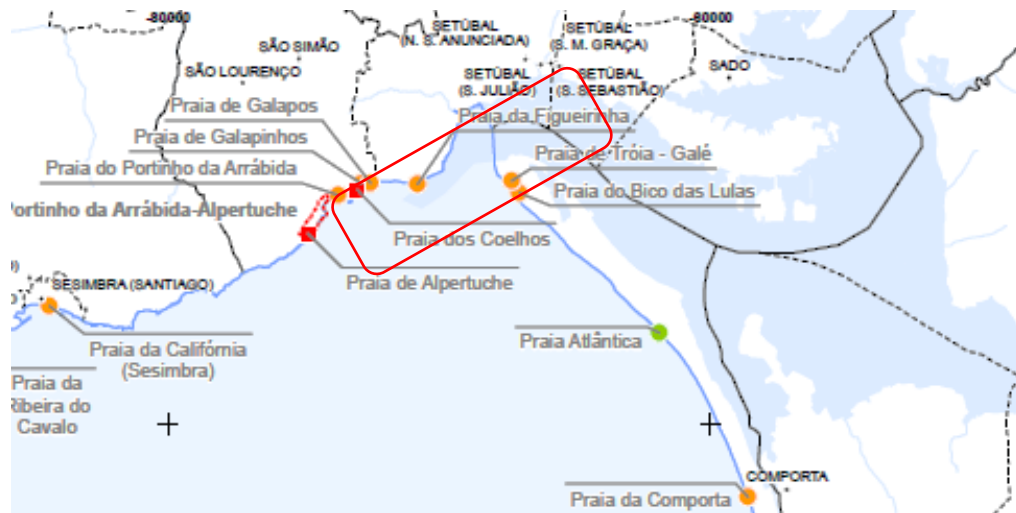 -80000
-80000
SETÚBAL
(N. S. ANUNCIADA)
SETÚBAL
(S. M. GRAÇA)
SÃO SIMÃO
SÃO LOURENÇO
SETÚBAL
(S. JULIÃO)
SETÚBAL
(S. SEBASTIÃO)
SADO
Praia de Galapos
Praia da Figueirinha
Praia de Galapinhos
Praia de Tróia - Galé
Praia do Portinho da Arrábida
Praia do Bico das Lulas
Portinho da Arrábida-Alpertuche
Praia dos Coelhos
Praia de Alpertuche
SESIMBRA (SANTIAGO)
Praia Atlântica
Praia da Califórnia
(Sesimbra)
Praia da
Ribeira do
Cavalo
COMPORTA
Praia da Comporta